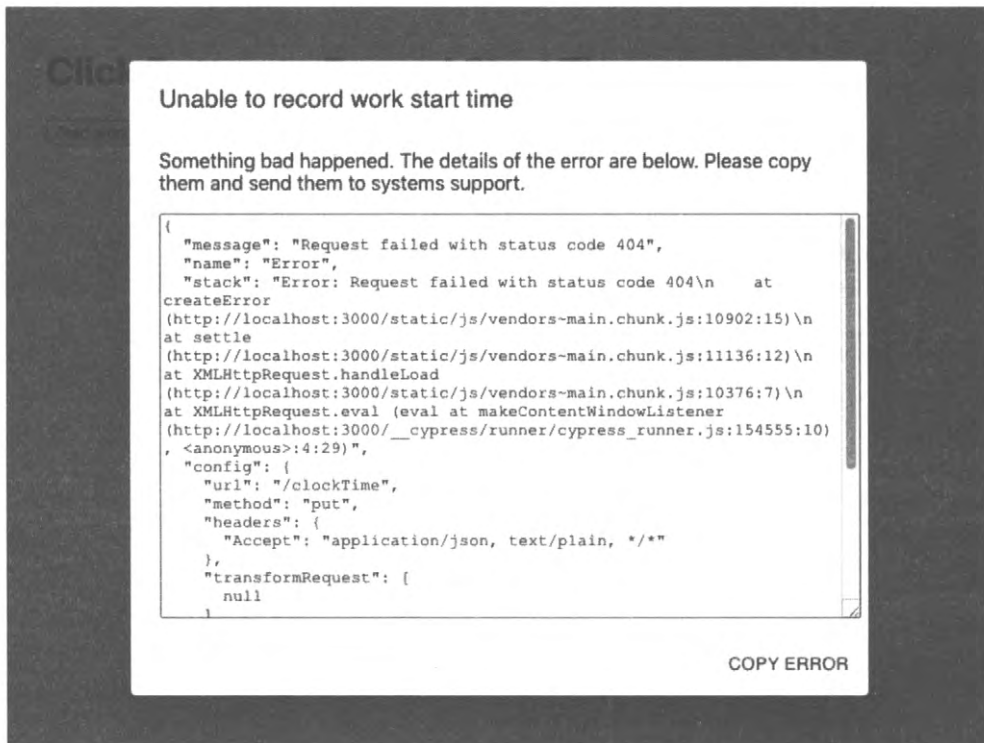 Click
Unable to record work start time
Something bad happened. The details of the error are below. Please copy
them and send them to systems support.
{
"message": "Request failed with status code 404",
"name": "Error",
"stack": "Error: Request failed with status code 404\n    at
createError
(http://localhost:3000/static/js/vendors~main.chunk.js:10902:15)\n
at settle
(http://localhost:3000/static/js/vendors~main.chunk.js:11136:12)\n
at XMLHttpRequest.handleLoad
(http://localhost:3000/static/js/vendors~main.chunk.js:10376:7)\n
at XMLHttpRequest.eval (eval at makeContentWindowListener
(http://localhost:3000/__cypress/runner/cypress_runner.js:154555:10)
, <anonymous>:4:29)",
"config": {
"url": "/clockTime",
"method": "put",
"headers": {
"Accept": "application/json, text/plain, */*"
},
"transformRequest": [
null
]
COPY ERROR